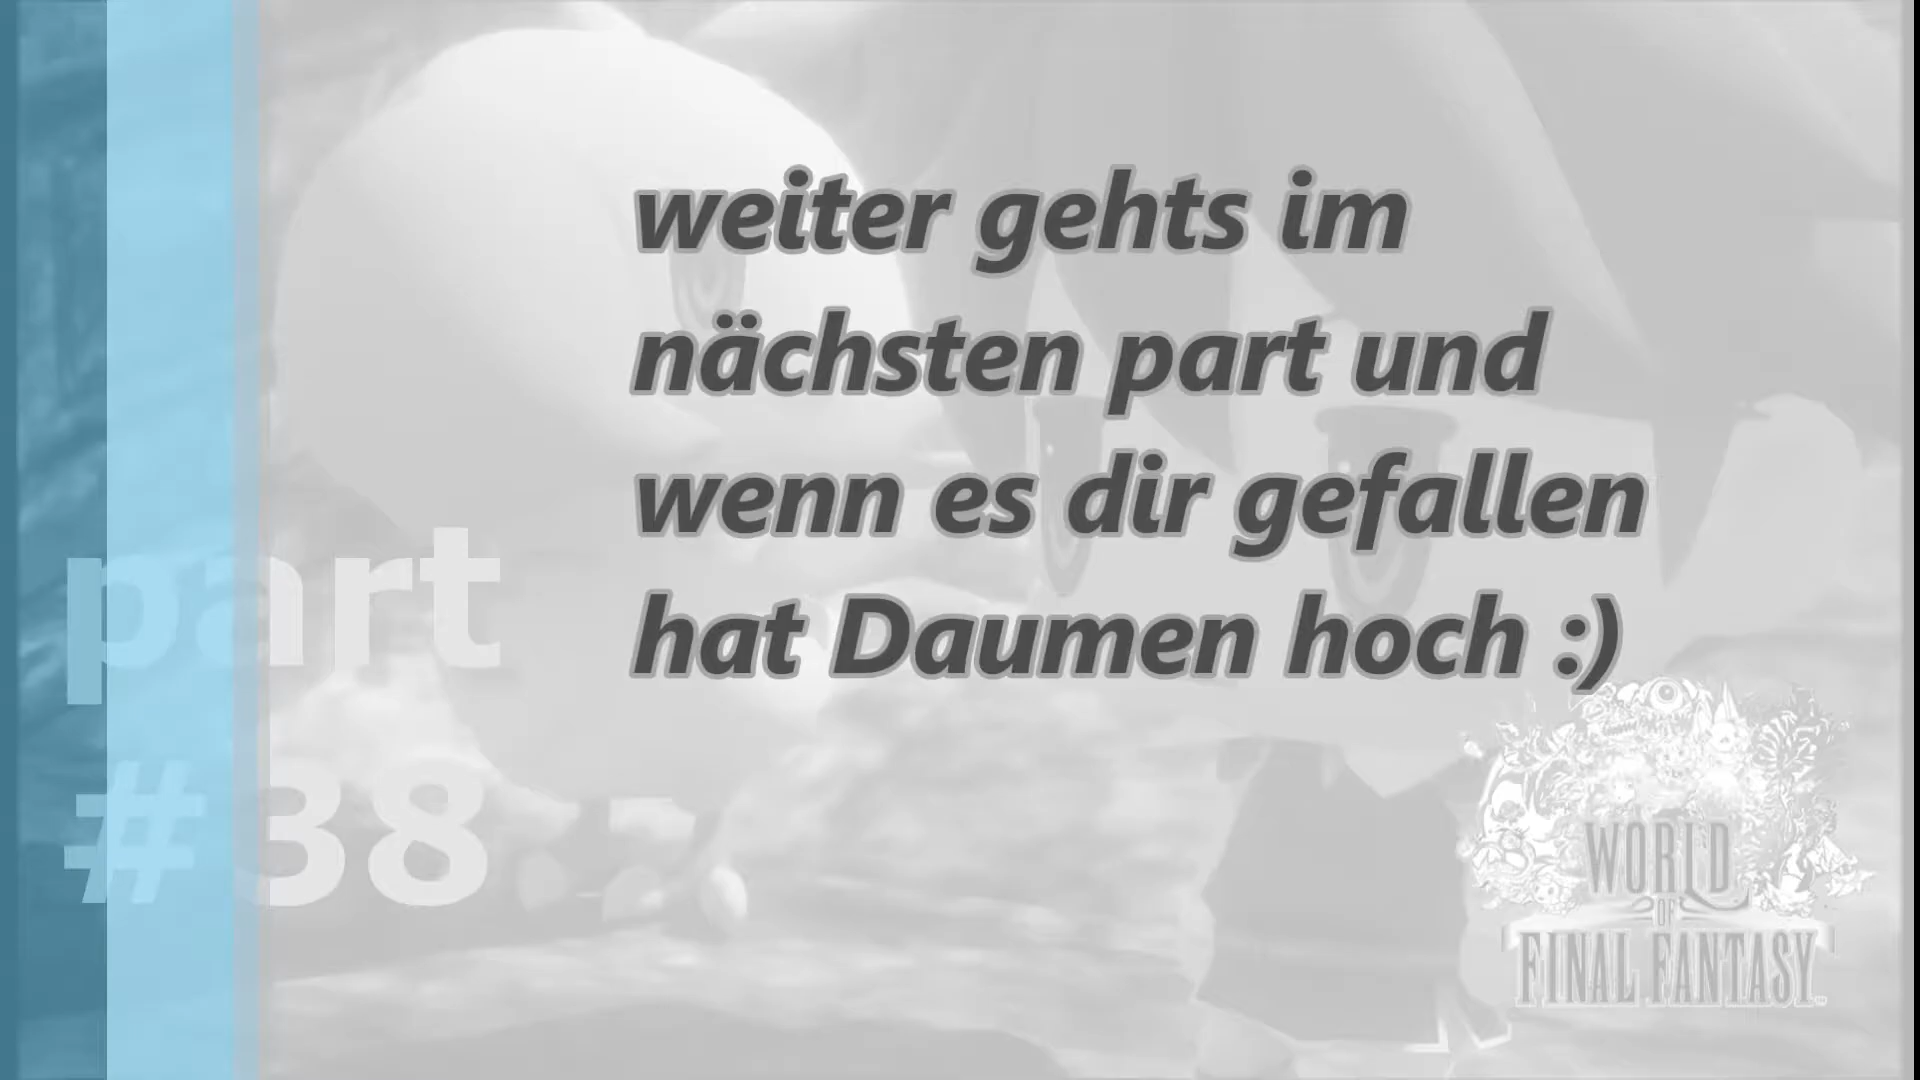 weiter gehts im
nächsten part und
wenn es dir gefallen
hat Daumen hoch :)
part
# 38
WORLD
OF
FINAL FANTASY